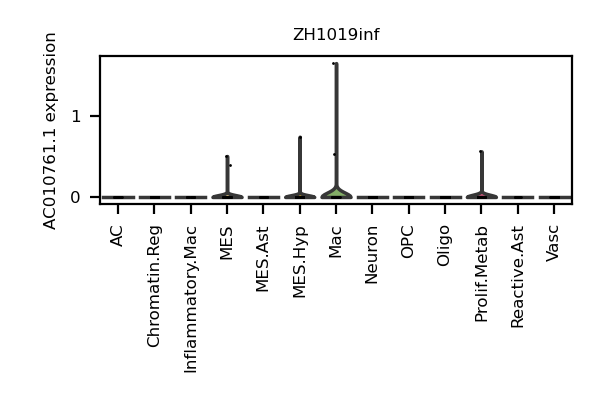 ZH1019inf
AC010761.1 expression
1
0
AC
Chromatin.Reg
Inflammatory.Mac
MES
MES.Ast
MES.Hyp
Mac
Neuron
OPC
Oligo
Prolif.Metab
Reactive.Ast
Vasc